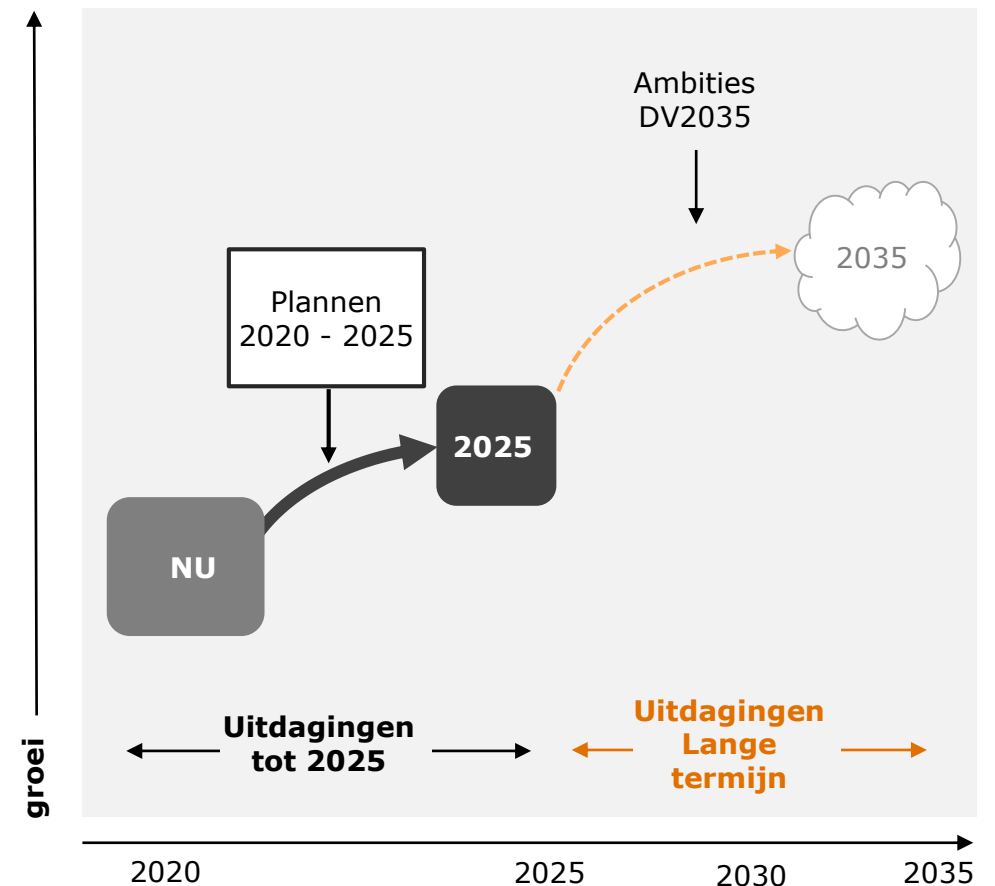 Ambities
DV2035
2035
Plannen
2020 - 2025
2025
NU
Uitdagingen
tot 2025
Uitdagingen
Lange
termijn
groei
2020
2025
2030
2035